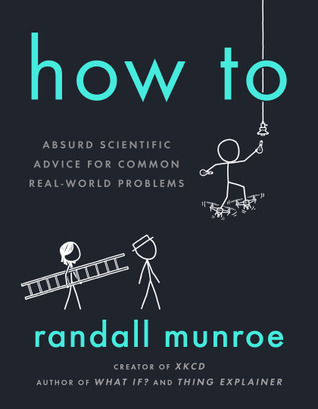 how to
ABSURD SCIENTIFIC
ADVICE FOR COMMON
REAL-WORLD PROBLEMS
randall munroe
CREATOR OF XKCD
AUTHOR OF WHAT IF? AND THING EXPLAINER